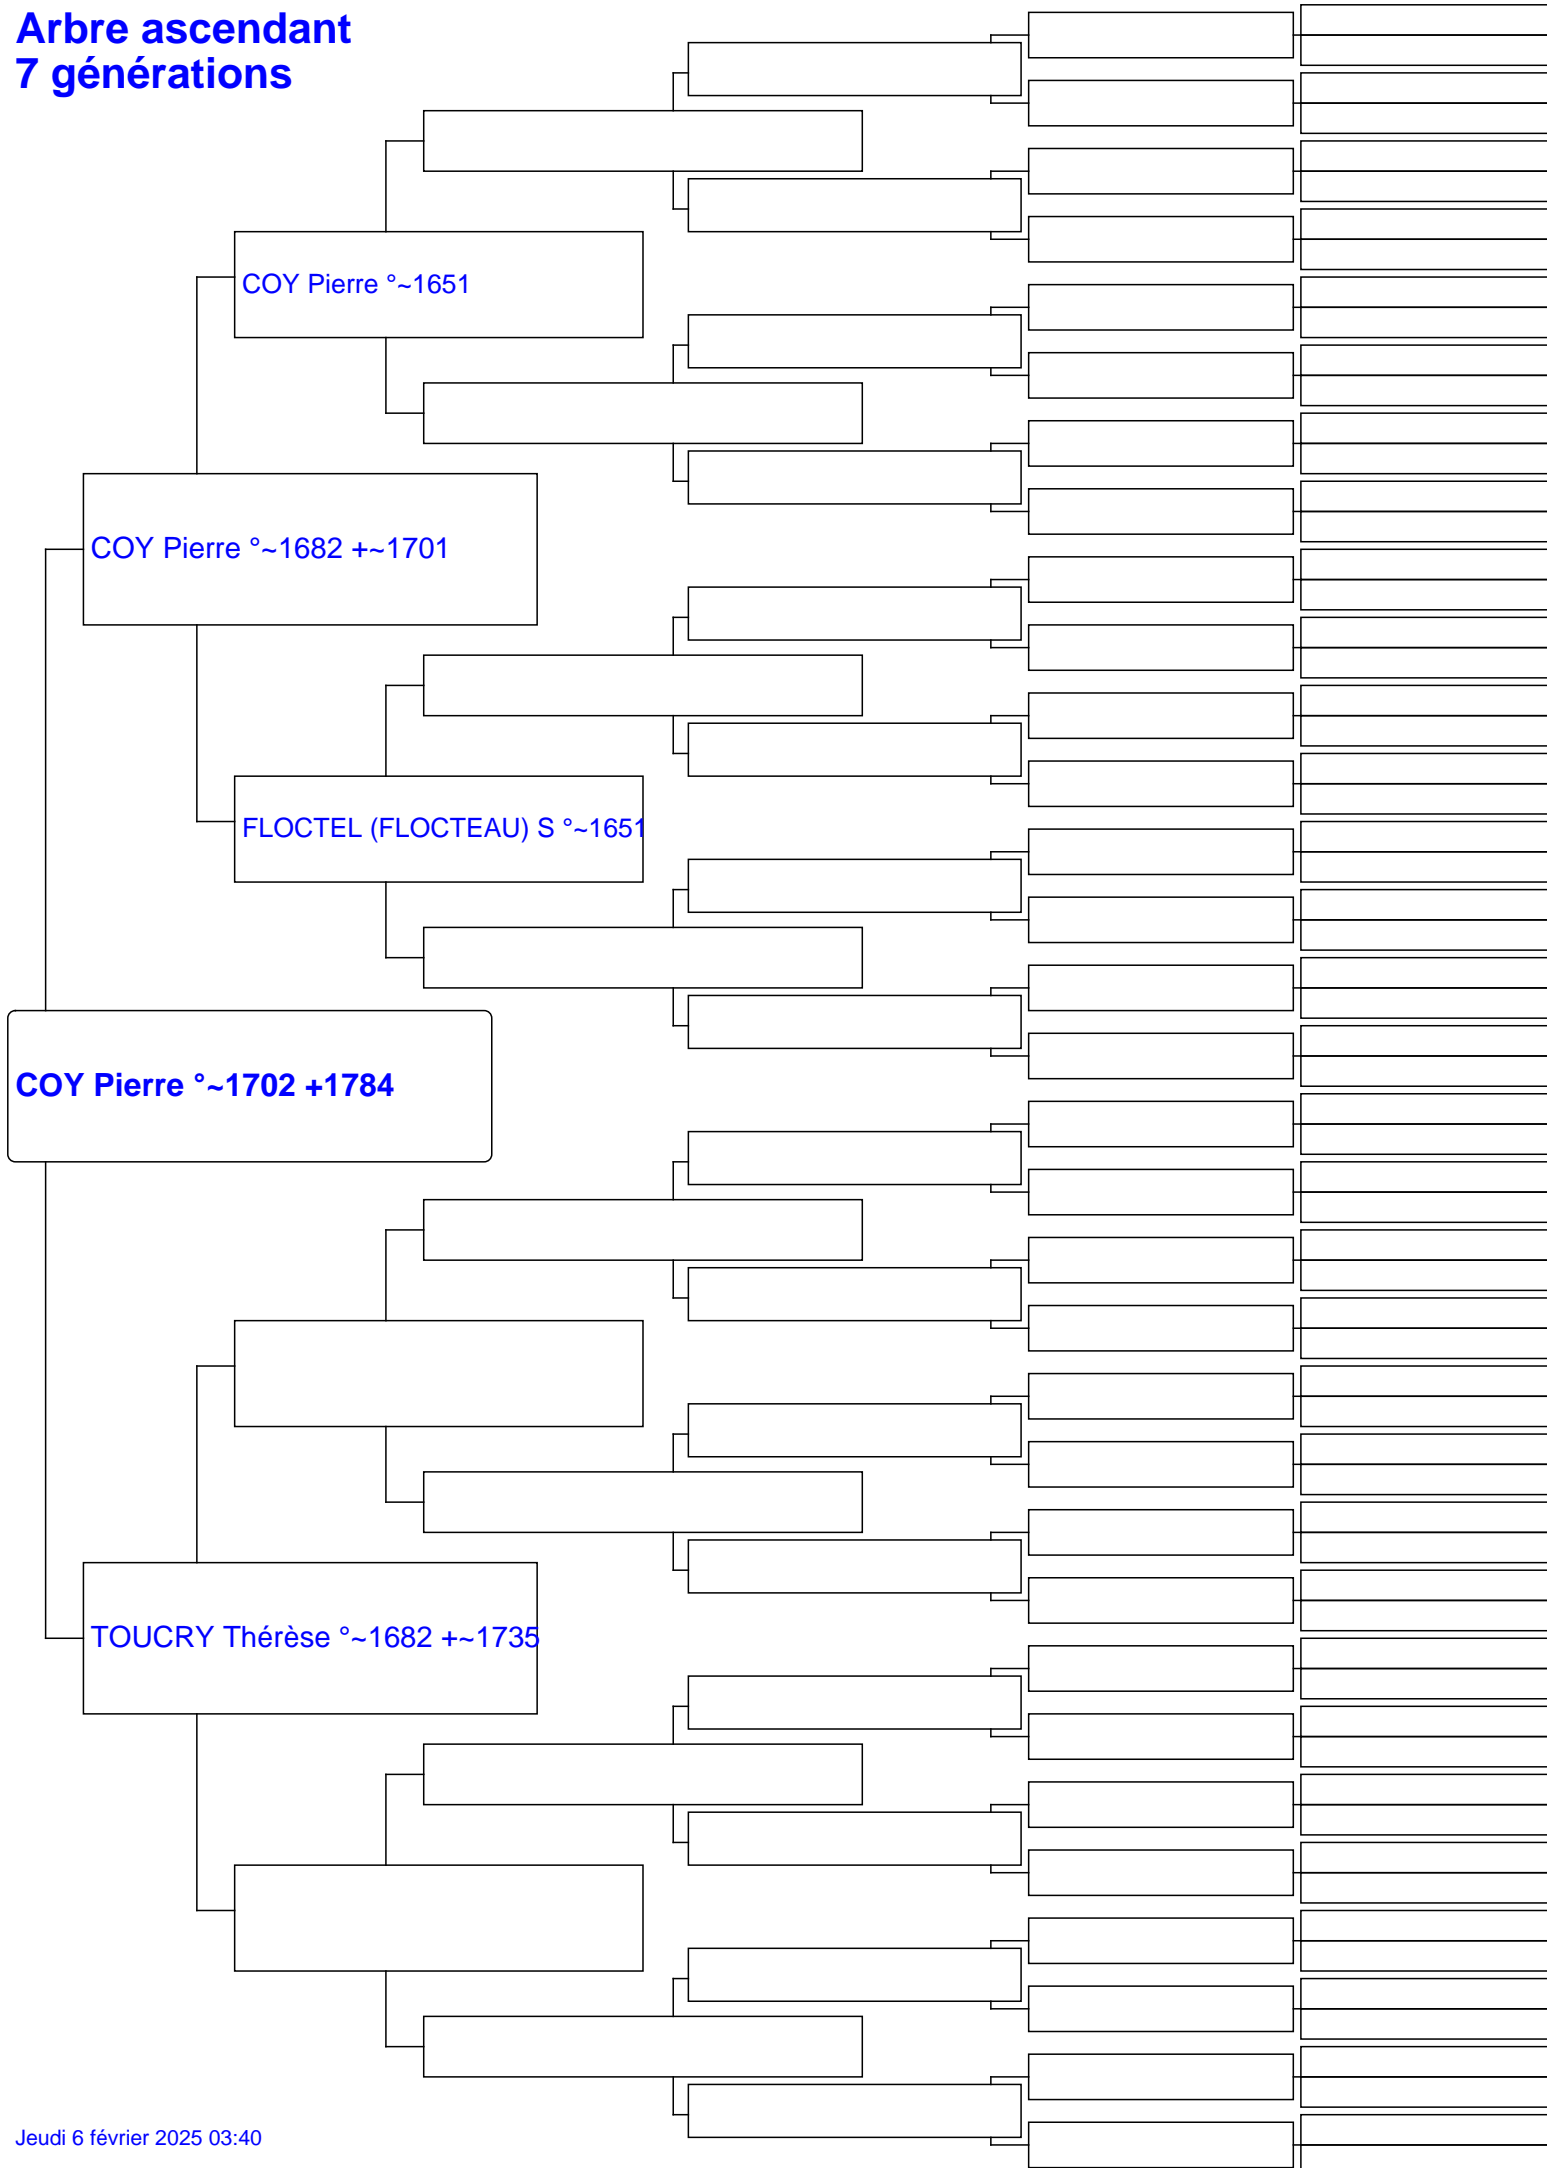 Arbre ascendant
7 générations
COY Pierre °~1651
COY Pierre °~1682 +~1701
FLOCTEL (FLOCTEAU) S °~1651
COY Pierre °~1702 +1784
TOUCRY Thérèse °~1682 +~1735
Jeudi 6 février 2025 03:40